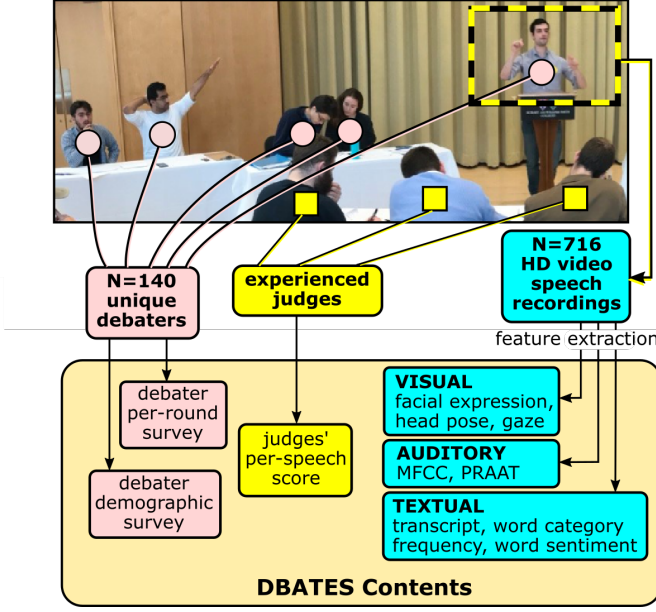 N=140
unique
debaters
experienced
judges
N=716
HD video
speech
recordings
feature extraction
debater
per-round
survey
debater
demographic
survey
judges'
per-speech
score
VISUAL
facial expression,
head pose, gaze
AUDITORY
MFCC, PRAAT
TEXTUAL
transcript, word category
frequency, word sentiment
DBATES Contents